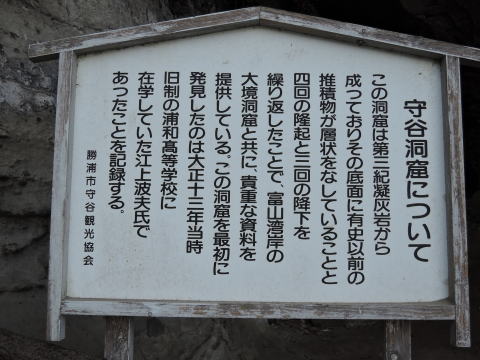 守谷洞窟について
この洞窟は第三紀凝灰岩から
成っておりその底面に有史以前の
推積物が層状をなしていることと
四回の隆起と三回の降下を
繰り返したことで、富山湾岸の
大境洞窟と共に、貴重な資料を
提供している。この洞窟を最初に
発見したのは大正十三年当時
旧制の浦和高等学校に
在学していた江上波夫氏で
あったことを記録する。
勝浦市守谷観光協会